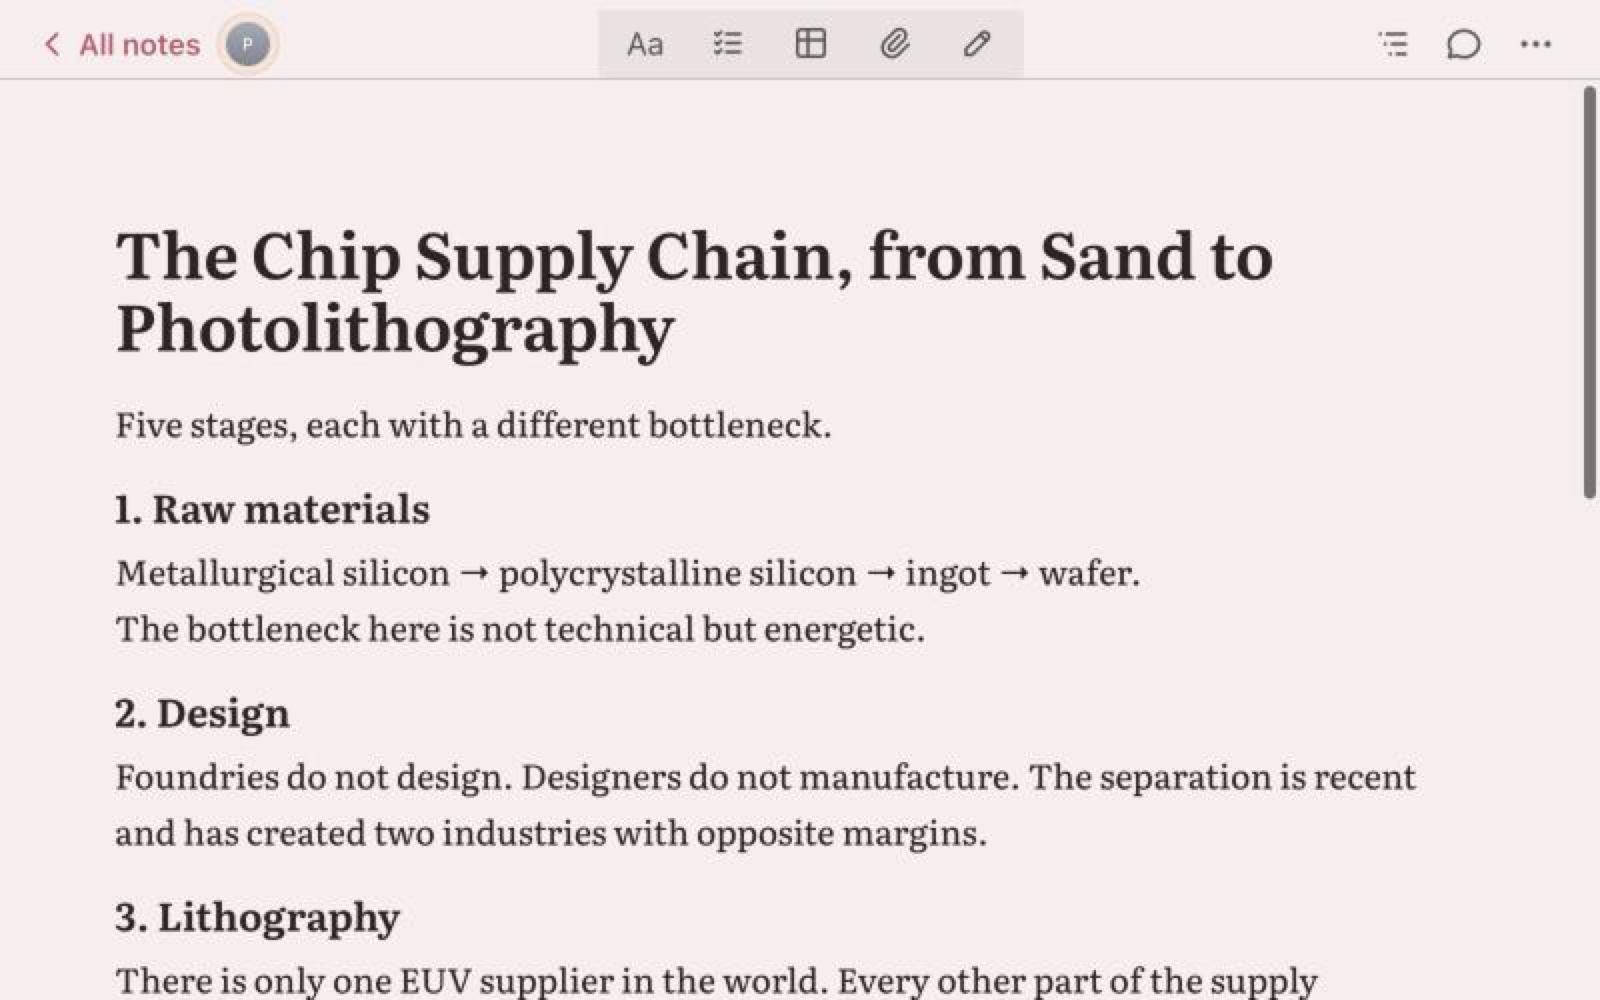 All notes
P
Aa
The Chip Supply Chain, from Sand to
Photolithography
Five stages, each with a different bottleneck.
1. Raw materials
Metallurgical silicon → polycrystalline silicon → ingot → wafer.
The bottleneck here is not technical but energetic.
2. Design
Foundries do not design. Designers do not manufacture. The separation is recent
and has created two industries with opposite margins.
3. Lithography
There is only one EUV supplier in the world. Every other part of the supply